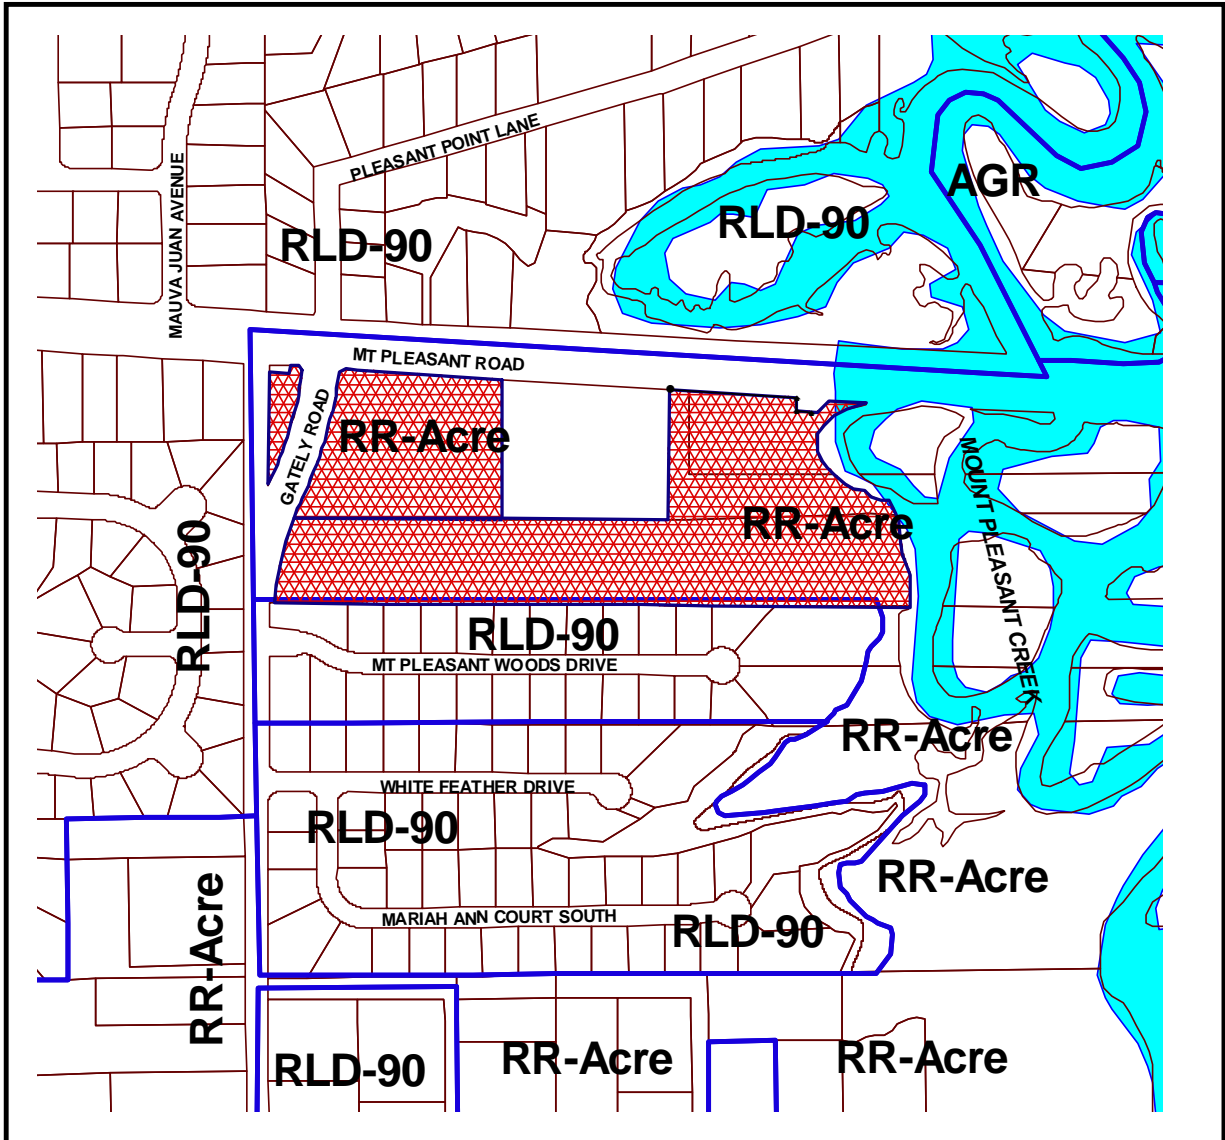 PLEASANT POINT LANE
MAUVA JUAN AVENUE
AGR
RLD-90
RLD-90
MT PLEASANT ROAD
GATELY ROAD
RR-Acre
MOUNT PLEASANT CREEK
RR-Acre
RLD-90
RLD-90
MT PLEASANT WOODS DRIVE
RR-Acre
WHITE FEATHER DRIVE
RLD-90
RR-Acre
RR-Acre
MARIAH ANN COURT SOUTH
RLD-90
RLD-90
RR-Acre
RR-Acre